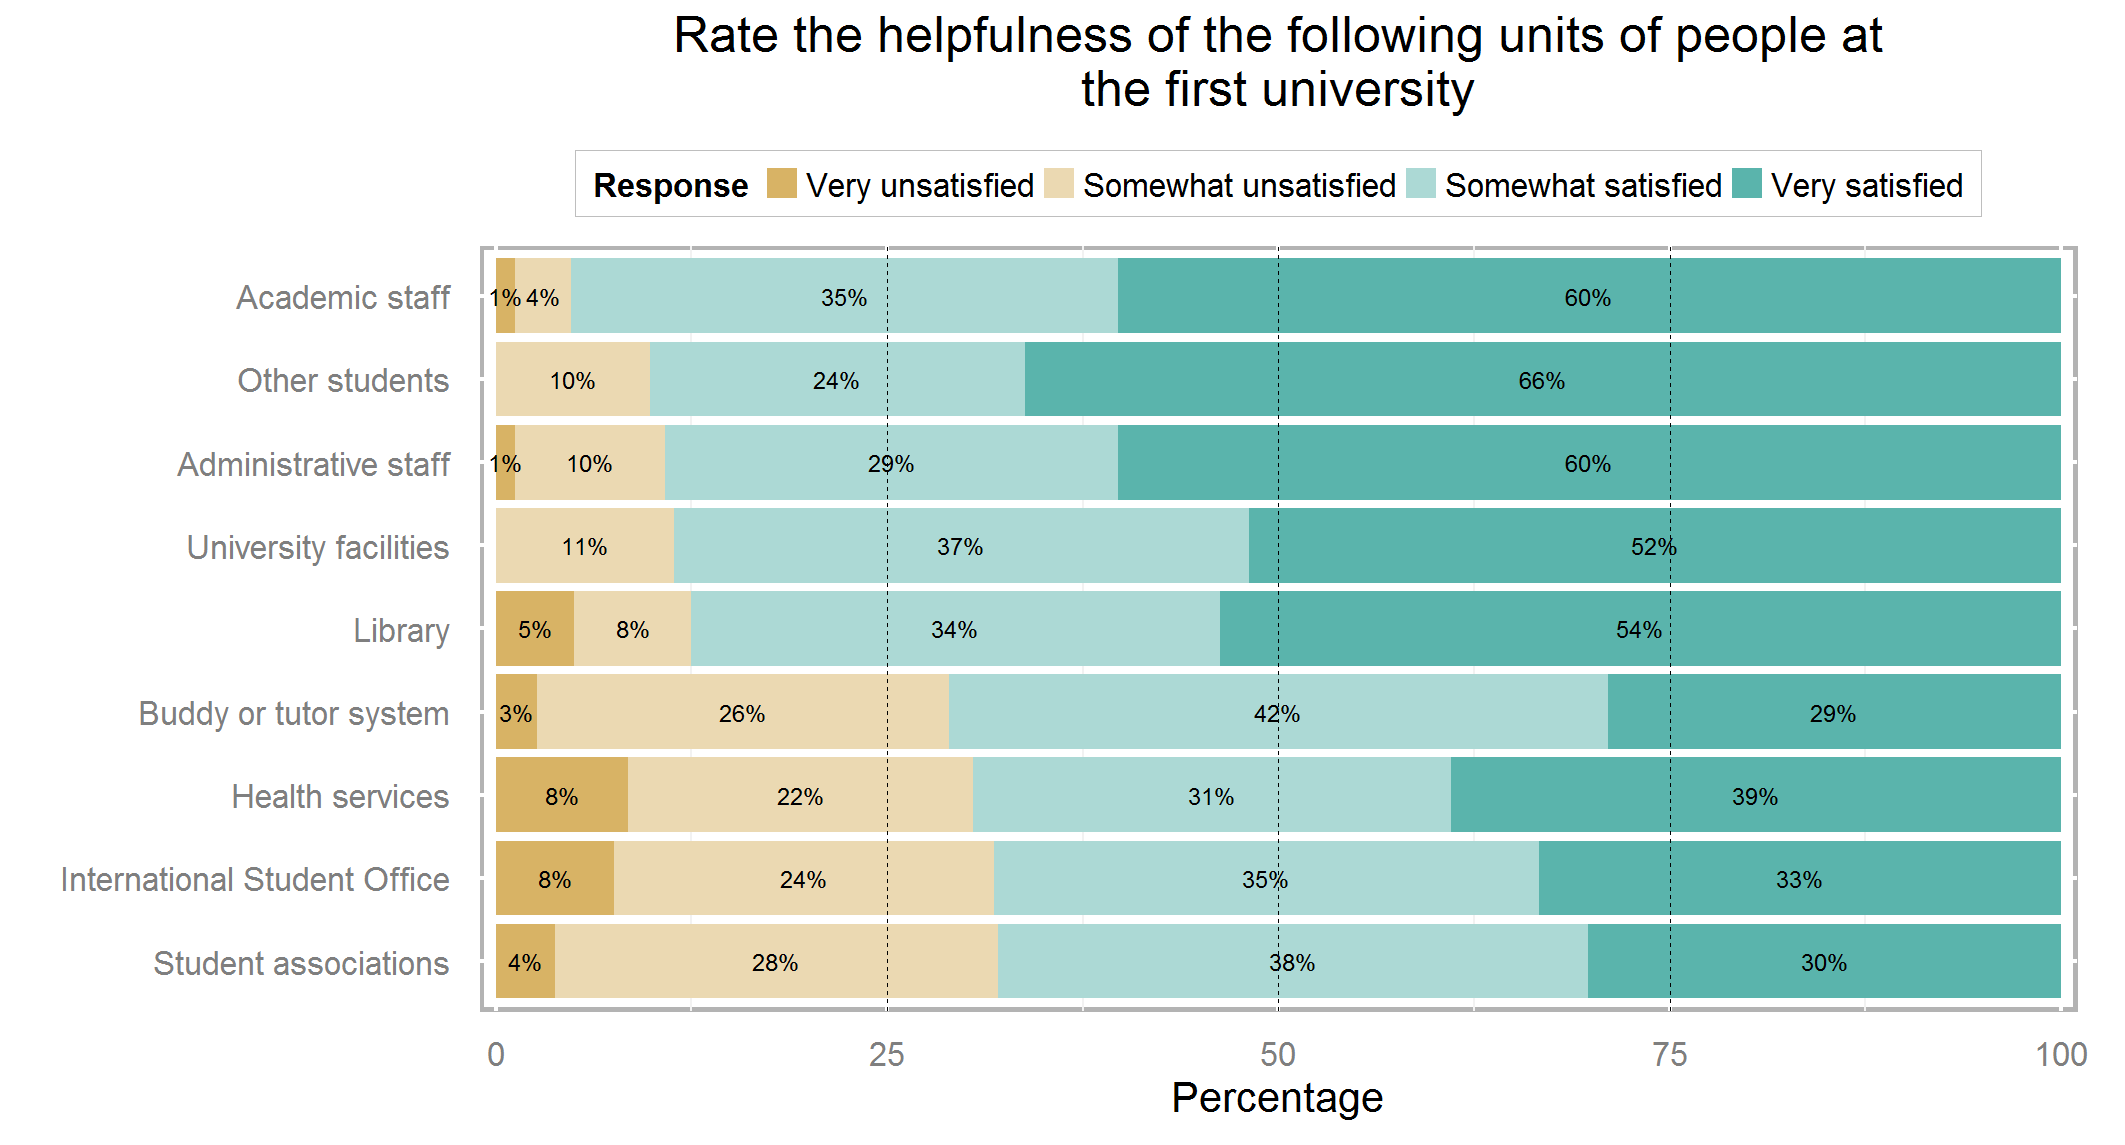 Rate the helpfulness of the following units of people at
the first university
Response Very unsatisfied Somewhat unsatisfied Somewhat satisfied Very satisfied
Academic staff 1% 4% 35% 60%
Other students 10% 24% 66%
Administrative staff 1% 10% 29% 60%
University facilities 11% 37% 52%
Library 5% 8% 34% 54%
Buddy or tutor system 3% 26% 42% 29%
Health services 8% 22% 31% 39%
International Student Office 8% 24% 35% 33%
Student associations 4% 28% 38% 30%
0 25 50 75 100
Percentage